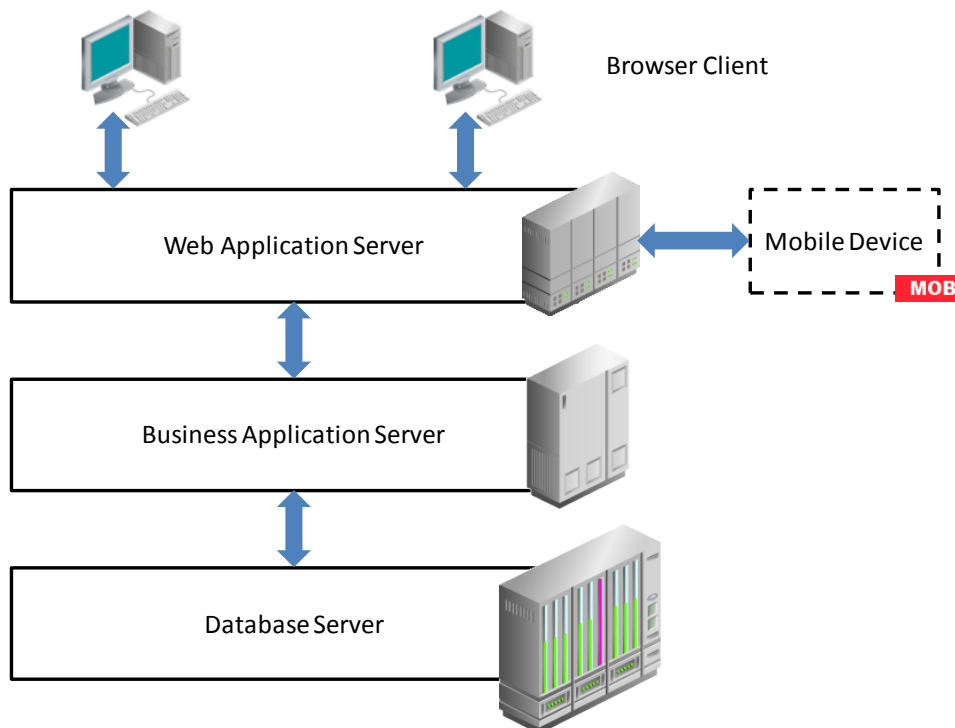 Browser Client
Web Application Server
Mobile Device
MOB
Business Application Server
Database Server